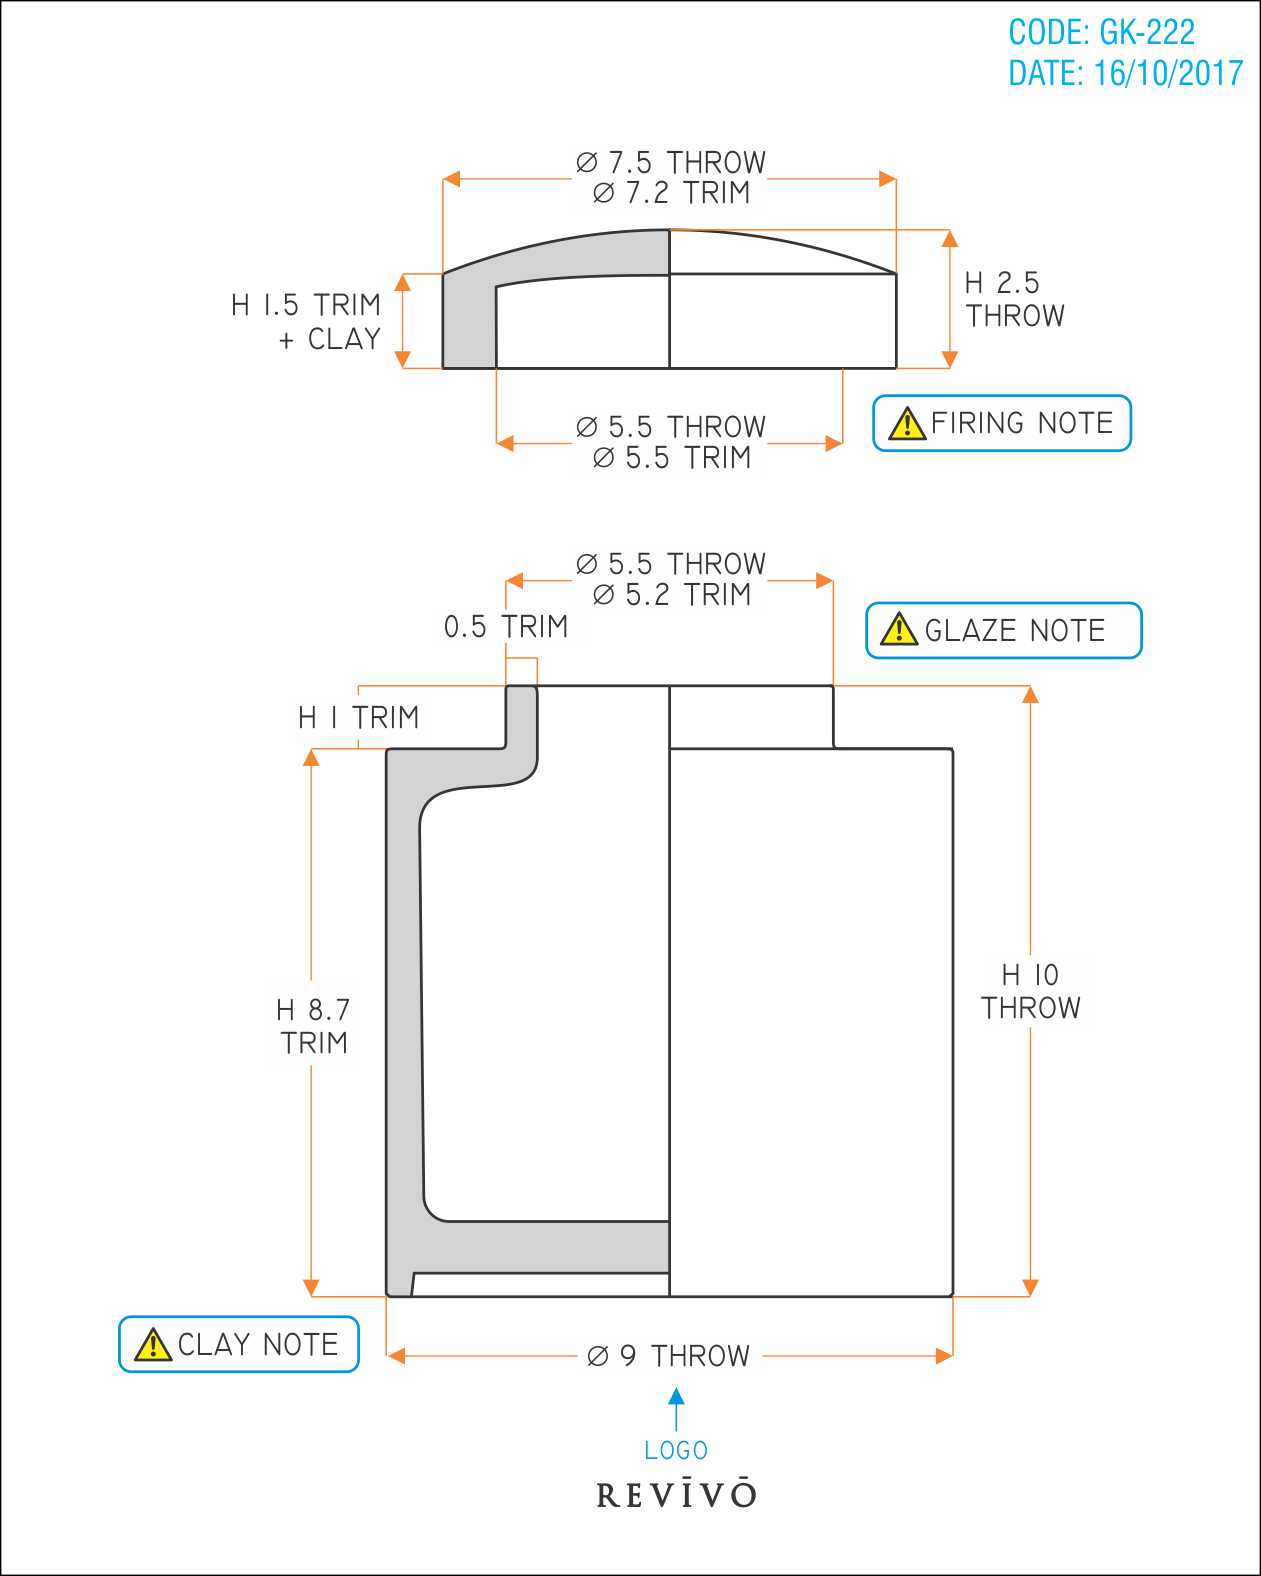 CODE: GK-222
DATE: 16/10/2017
Ø 7.5 THROW
Ø 7.2 TRIM
H 1.5 TRIM
+ CLAY
H 2.5
THROW
Ø 5.5 THROW
Ø 5.5 TRIM
FIRING NOTE
Ø 5.5 THROW
Ø 5.2 TRIM
0.5 TRIM
GLAZE NOTE
H 1 TRIM
H 10
THROW
H 8.7
TRIM
CLAY NOTE
Ø 9 THROW
LOGO
REVĪVŌ